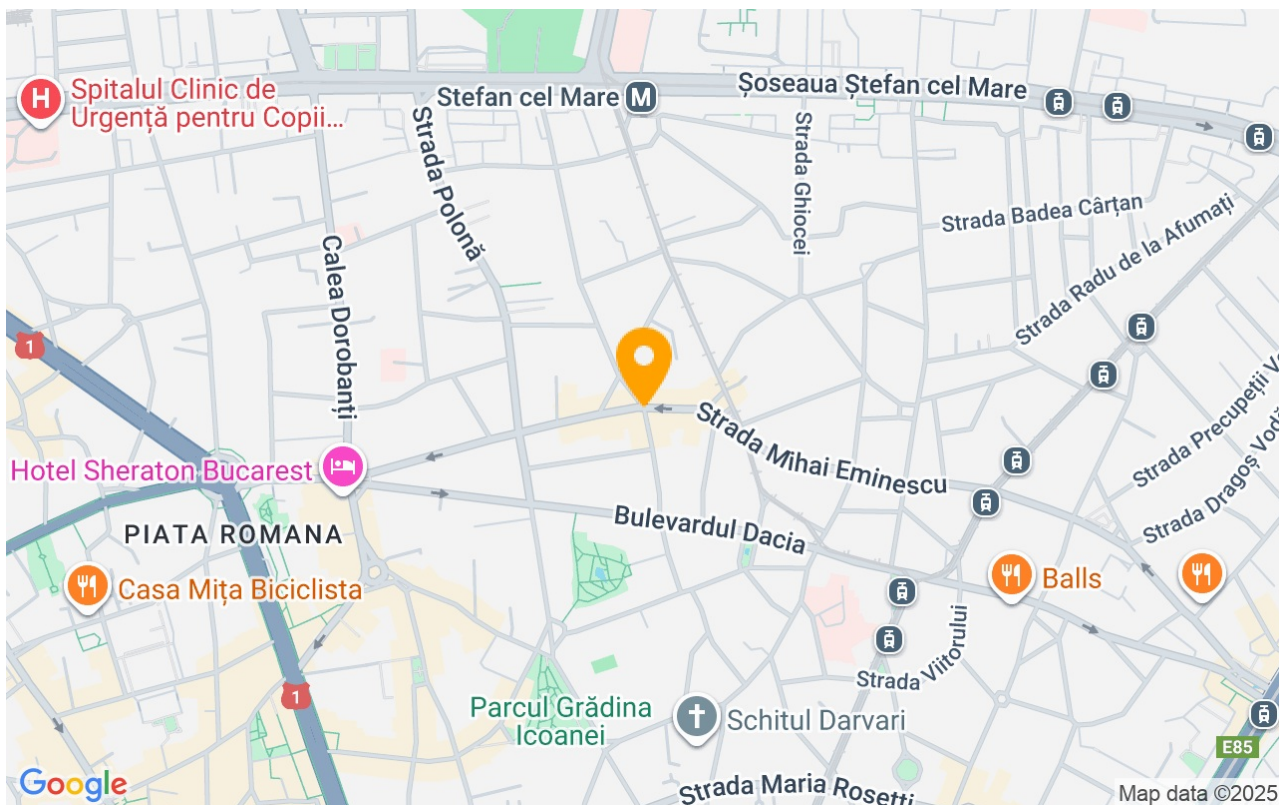 Spitalul Clinic de
Urgență pentru Copii...
Stefan cel Mare
M
Șoseaua Ștefan cel Mare
H
Strada Polonă
Strada Ghiocei
Strada Badea Cârțan
Strada Radu de la Afumați
Calea Dorobanți
1
Strada Mihai Eminescu
Strada Precupeții V
Strada Dragoș Vodă
Hotel Sheraton Bucarest
Bulevardul Dacia
PIATA ROMANA
Casa Mița Biciclista
Balls
Strada Viitorului
1
Parcul Grădina
Icoanei
Schitul Darvari
E85
Strada Maria Rosetti
Google
Map data ©2025